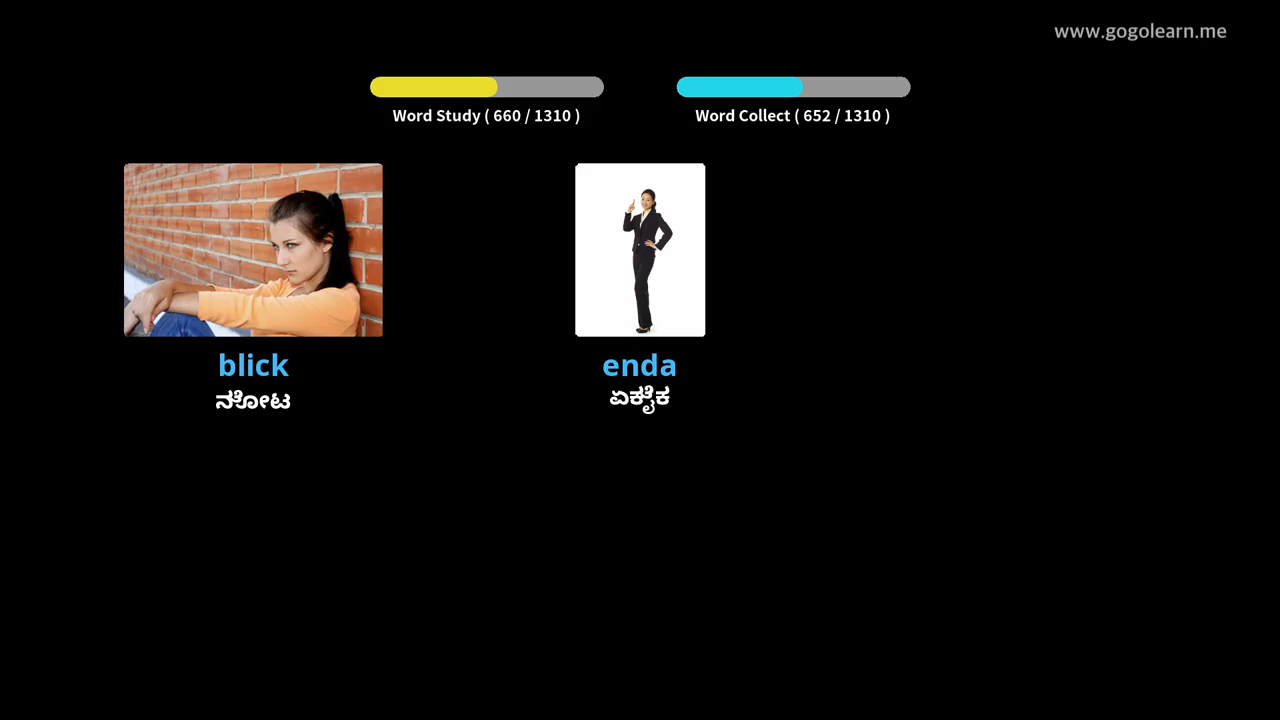 www.gogolearn.me
Word Study ( 660 / 1310 )
Word Collect ( 652 / 1310 )
blick
ನೋಟ
enda
ಏಕೈಕ